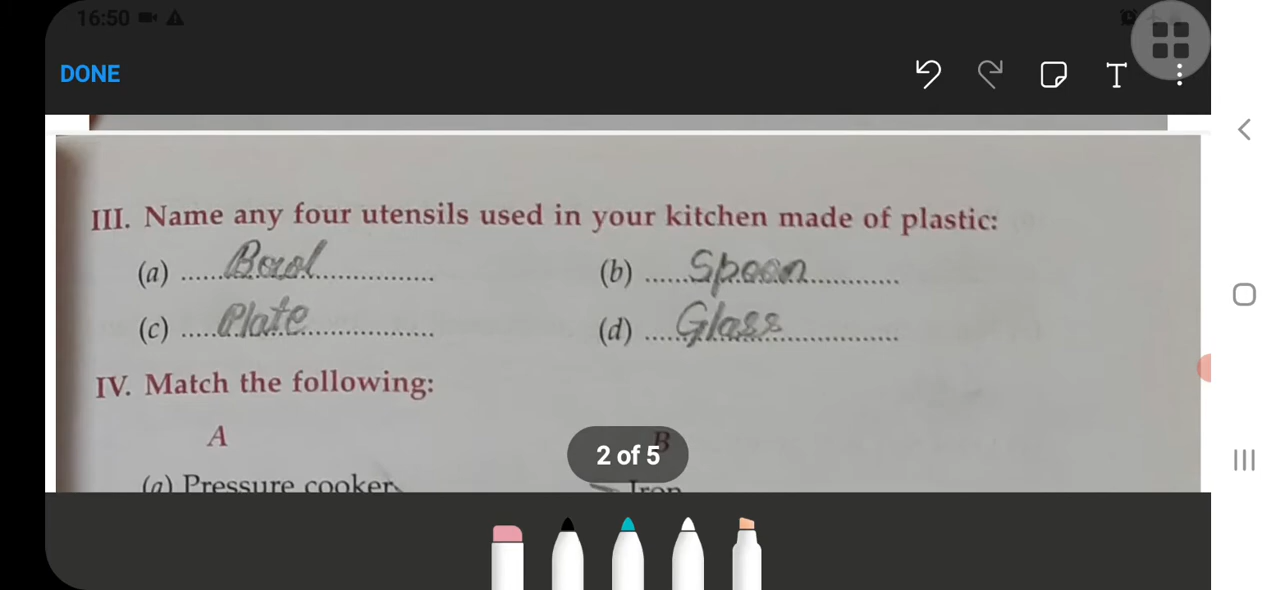 16:50
DONE
T
III. Name any four utensils used in your kitchen made of plastic:
(a) ..... Bowl ..... (b) ..... Spoon .....
(c) ..... Plate ..... (d) ..... Glass .....
IV. Match the following:
A B
2 of 5
(a) Pressure cooker Iron